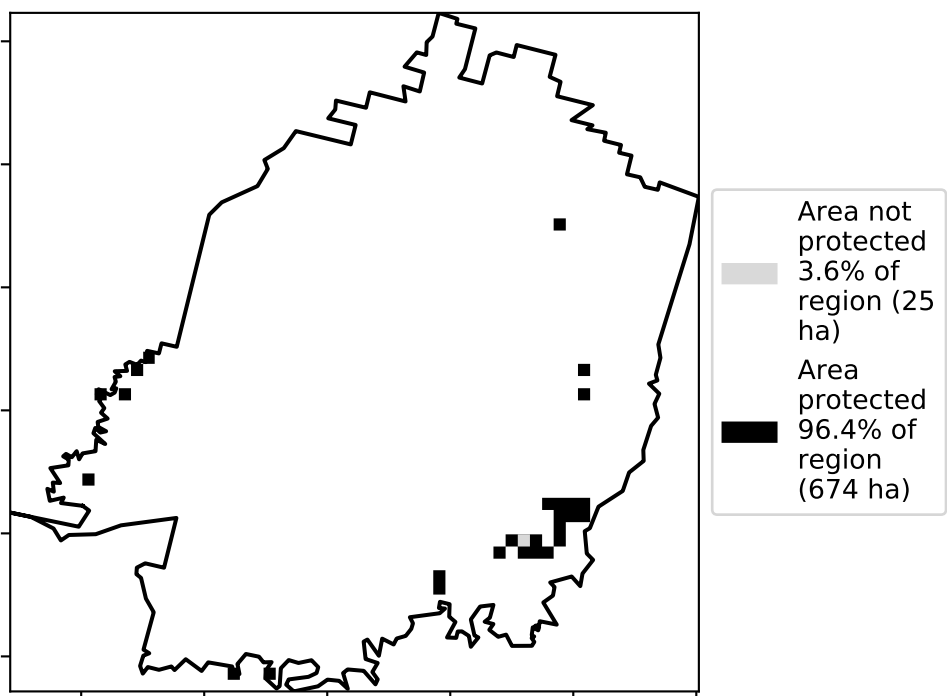 Area not
protected
3.6% of
region (25
ha)
Area
protected
96.4% of
region
(674 ha)